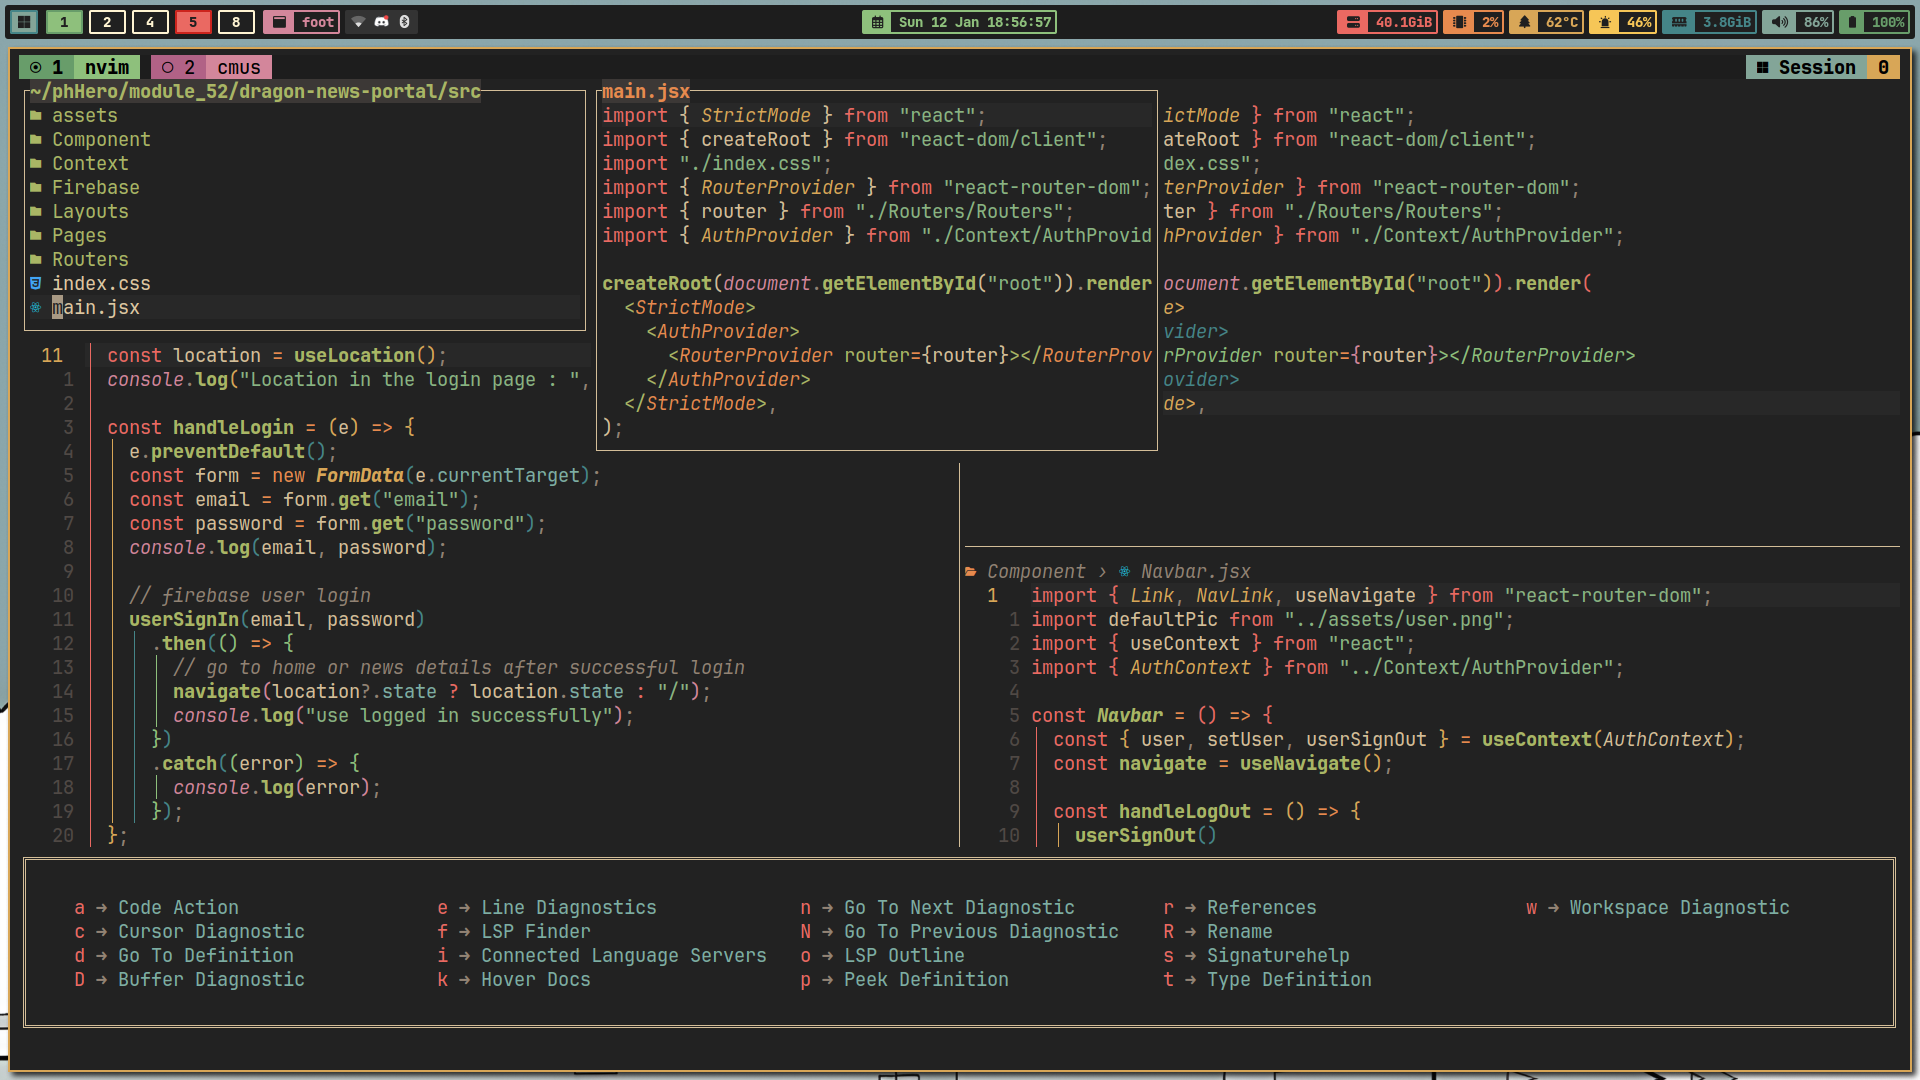 1 2 4 5 8 foot Sun 12 Jan 18:56:57 40.1GiB 2% 62°C 46% 3.8GiB 86% 100%
1 nvim 2 cmus Session 0
~/phHero/module_52/dragon-news-portal/src
assets
Component
Context
Firebase
Layouts
Pages
Routers
index.css
main.jsx
main.jsx
import { StrictMode } from "react";
import { createRoot } from "react-dom/client";
import "./index.css";
import { RouterProvider } from "react-router-dom";
import { router } from "./Routers/Routers";
import { AuthProvider } from "./Context/AuthProvid
createRoot(document.getElementById("root")).render
<StrictMode>
<AuthProvider>
<RouterProvider router={router}></RouterProv
</AuthProvider>
</StrictMode>,
);
ictMode } from "react";
ateRoot } from "react-dom/client";
dex.css";
terProvider } from "react-router-dom";
ter } from "./Routers/Routers";
hProvider } from "./Context/AuthProvider";
ocument.getElementById("root")).render(
e>
vider>
rProvider router={router}></RouterProvider>
ovider>
de>,
11 const location = useLocation();
1 console.log("Location in the login page : ",
2
3 const handleLogin = (e) => {
4 e.preventDefault();
5 const form = new FormData(e.currentTarget);
6 const email = form.get("email");
7 const password = form.get("password");
8 console.log(email, password);
9
10 // firebase user login
11 userSignIn(email, password)
12 .then(() => {
13 // go to home or news details after successful login
14 navigate(location?.state ? location.state : "/");
15 console.log("use logged in successfully");
16 })
17 .catch((error) => {
18 console.log(error);
19 });
20 };
Component › Navbar.jsx
1 import { Link, NavLink, useNavigate } from "react-router-dom";
1 import defaultPic from "../assets/user.png";
2 import { useContext } from "react";
3 import { AuthContext } from "../Context/AuthProvider";
4
5 const Navbar = () => {
6 const { user, setUser, userSignOut } = useContext(AuthContext);
7 const navigate = useNavigate();
8
9 const handleLogOut = () => {
10 userSignOut()
a → Code Action e → Line Diagnostics n → Go To Next Diagnostic r → References w → Workspace Diagnostic
c → Cursor Diagnostic f → LSP Finder N → Go To Previous Diagnostic R → Rename
d → Go To Definition i → Connected Language Servers o → LSP Outline s → Signaturehelp
D → Buffer Diagnostic k → Hover Docs p → Peek Definition t → Type Definition